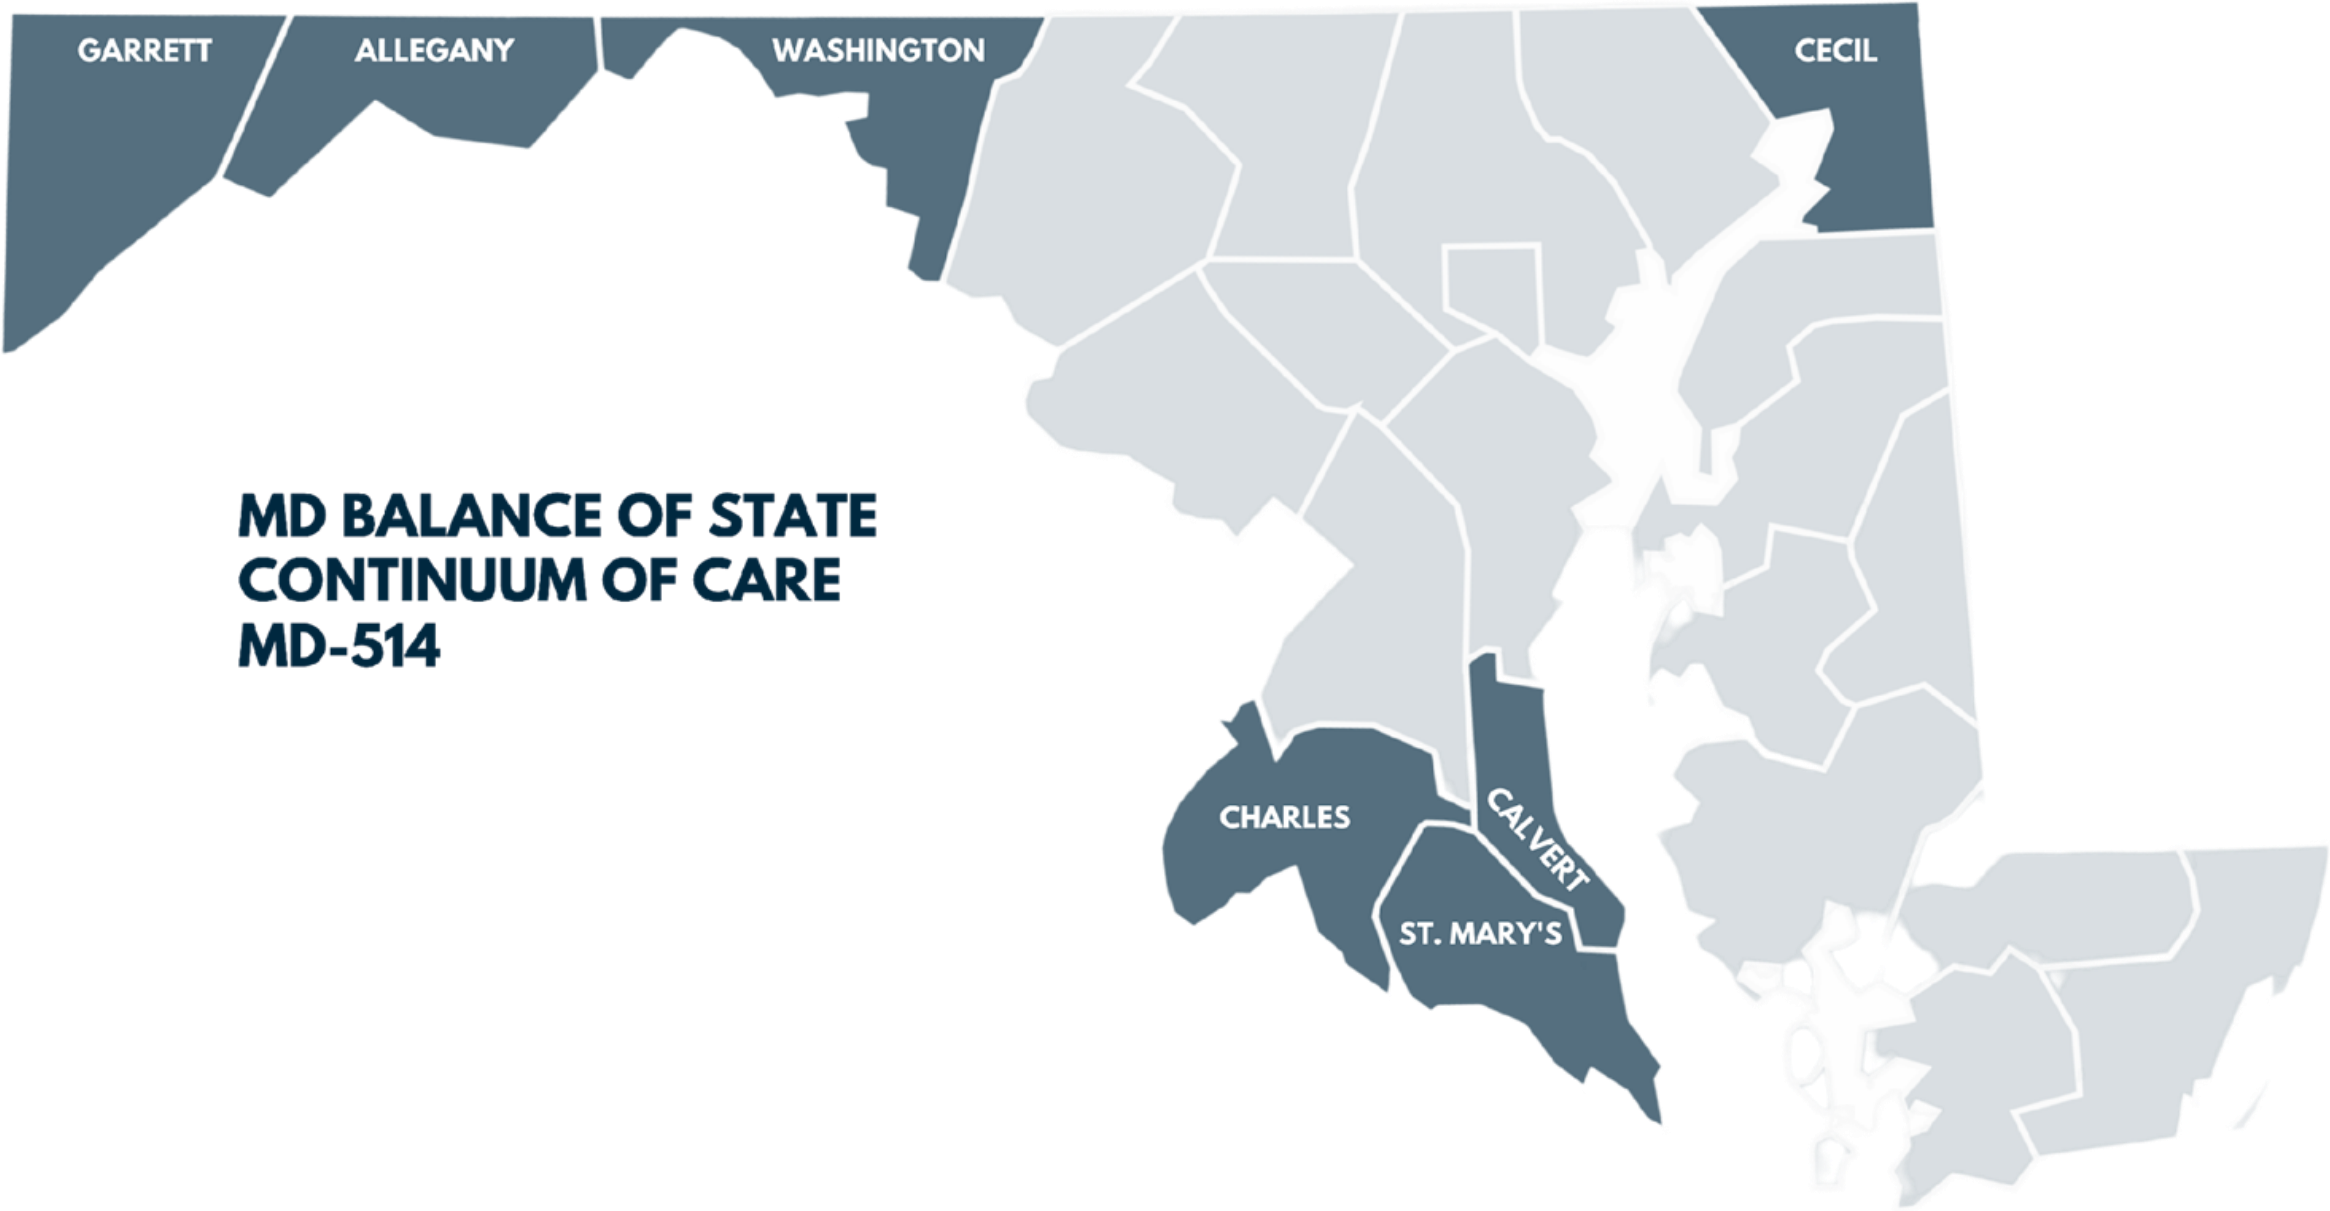 GARRETT
ALLEGANY
WASHINGTON
CECIL
MD BALANCE OF STATE
CONTINUUM OF CARE
MD-514
CHARLES
CALVERT
ST. MARY'S